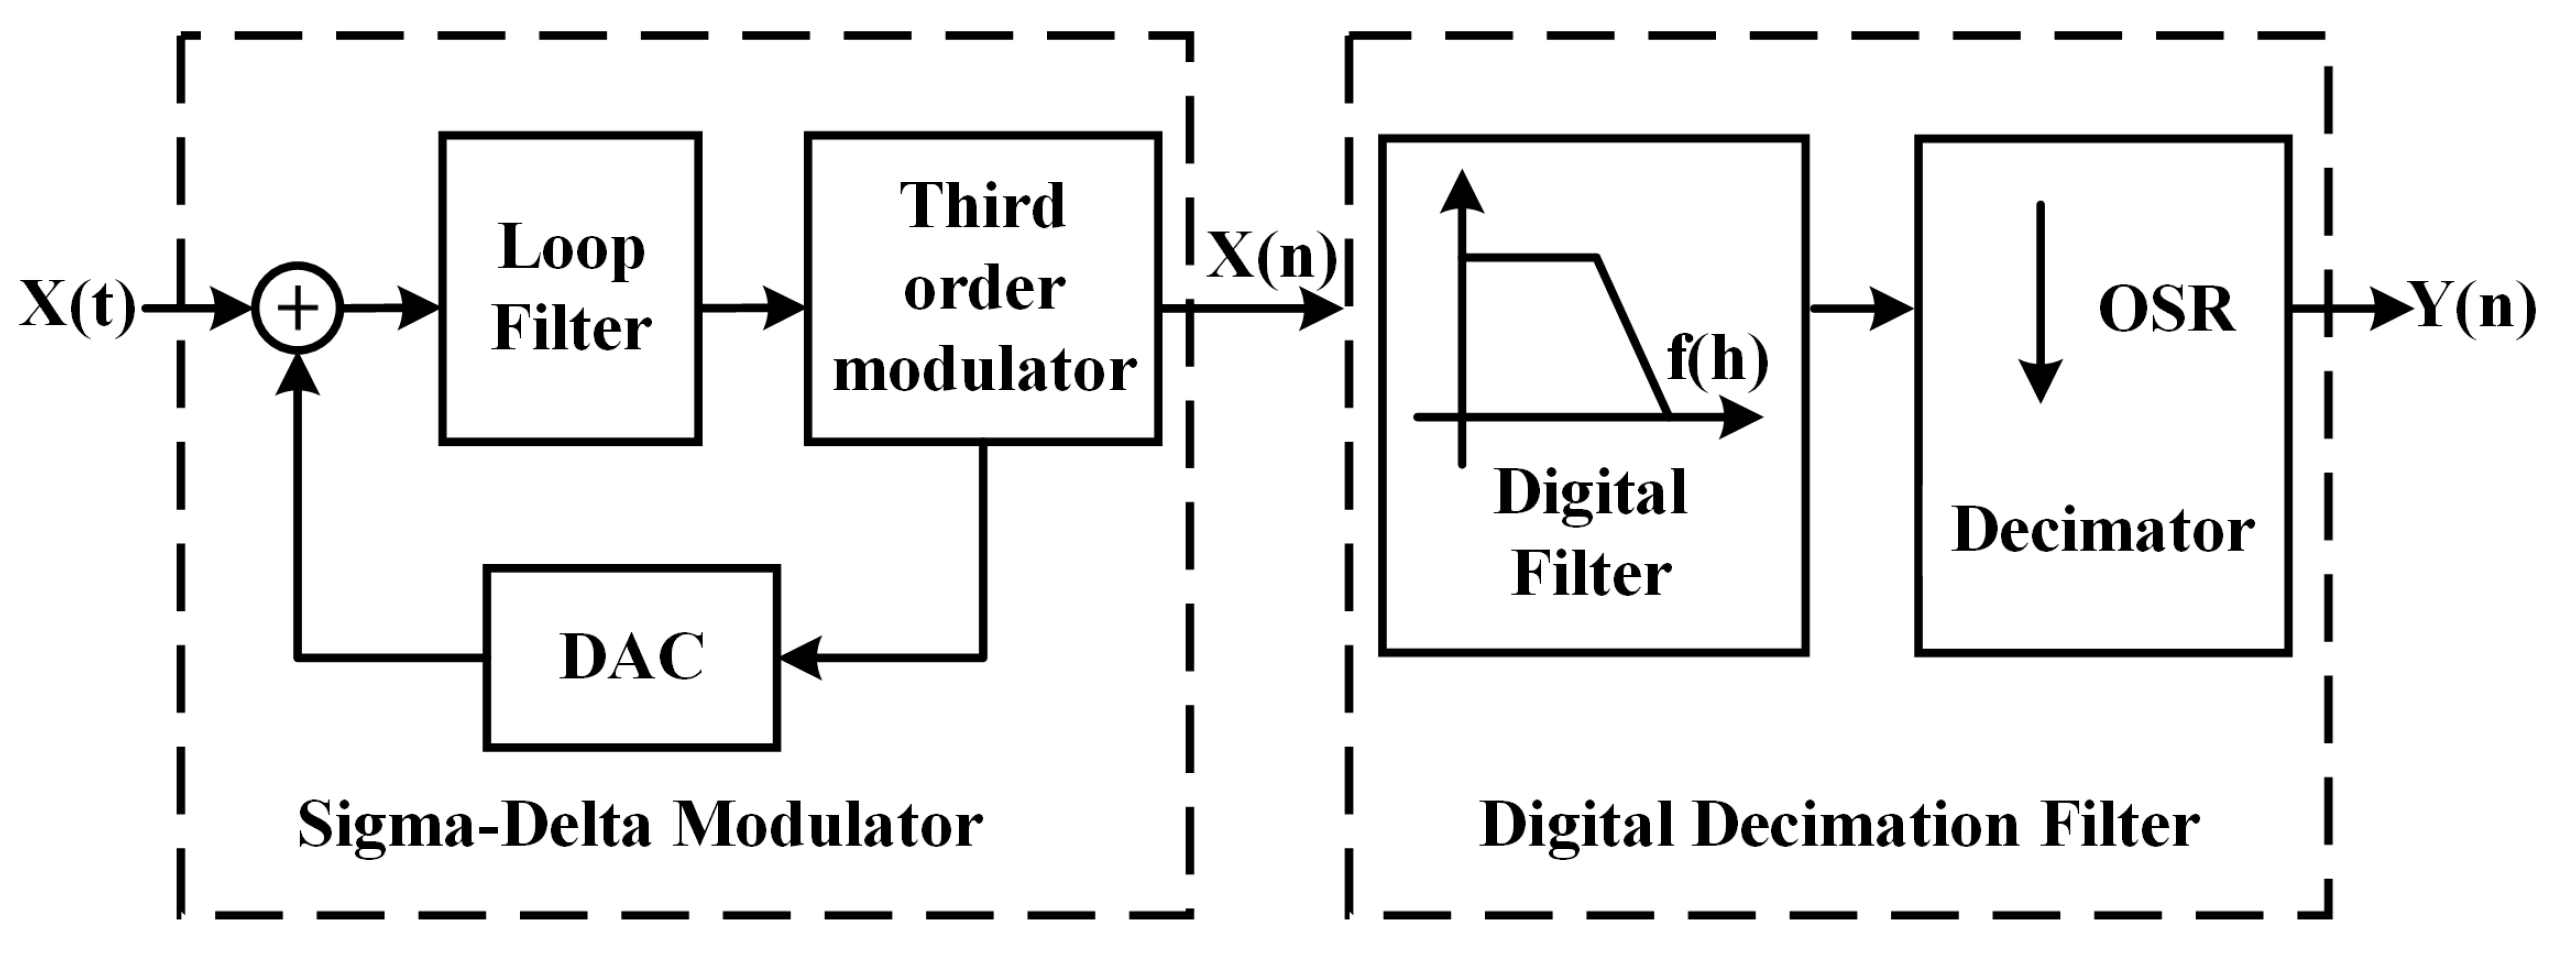 X(t)
+
Loop
Filter
Third
order
modulator
DAC
Sigma-Delta Modulator
X(n)
f(h)
Digital
Filter
OSR
Decimator
Digital Decimation Filter
Y(n)